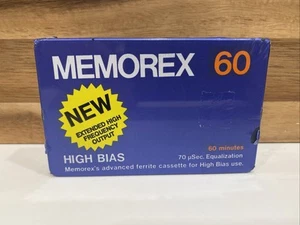 MEMOREX 60
NEW
EXTENDED HIGH
FREQUENCY
OUTPUT
60 minutes
HIGH BIAS
70 µSec. Equalization
Memorex's advanced ferrite cassette for High Bias use.